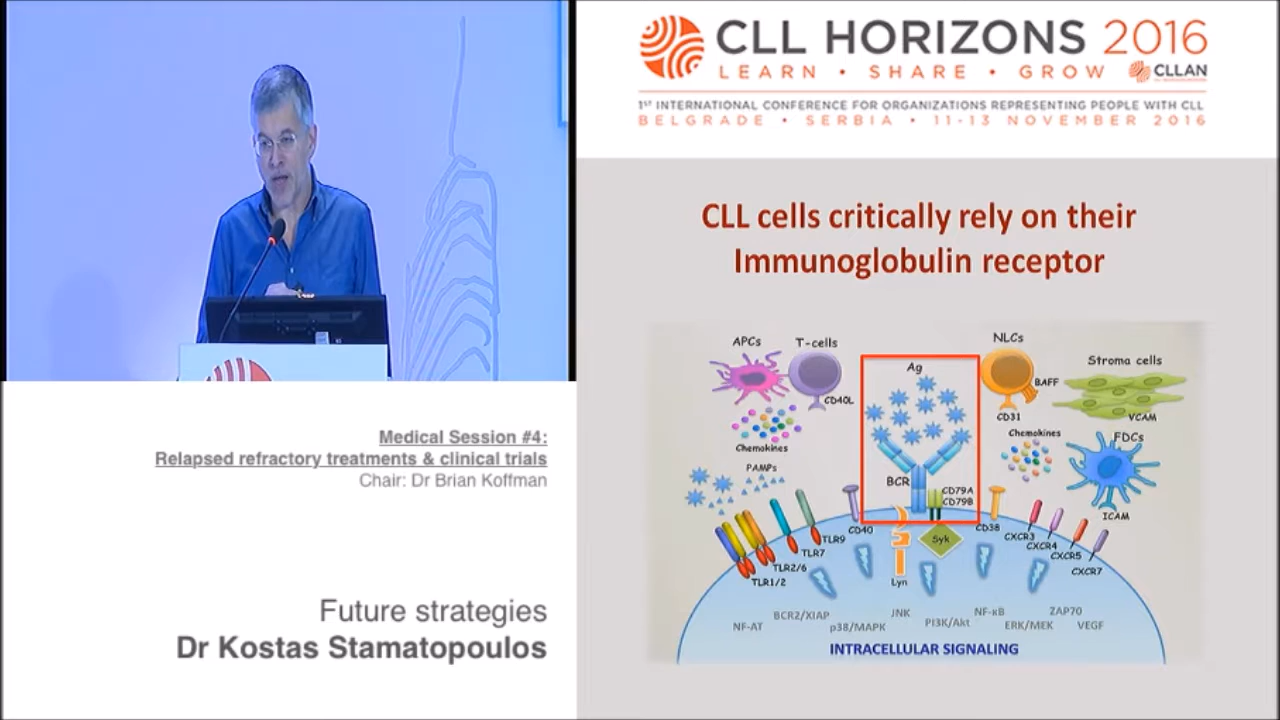 CLL HORIZONS 2016
LEARN • SHARE • GROW
CLLAN
1ST INTERNATIONAL CONFERENCE FOR ORGANIZATIONS REPRESENTING PEOPLE WITH CLL
BELGRADE • SERBIA • 11-13 NOVEMBER 2016
CLL cells critically rely on their
Immunoglobulin receptor
APCs
T-cells
Ag
NLCs
Stroma cells
BAFF
CD40L
CD31
VCAM
Chemokines
Chemokines
FDCs
PAMPs
BCR
CD79A
CD79B
ICAM
CD40
CD38
CXCR3
CXCR4
CXCR5
CXCR7
TLR9
TLR7
TLR2/6
TLR1/2
Syk
Lyn
NF-AT
BCR2/XIAP
p38/MAPK
JNK
PI3K/Akt
NF-κB
ERK/MEK
ZAP70
VEGF
INTRACELLULAR SIGNALING
Medical Session #4:
Relapsed refractory treatments & clinical trials
Chair: Dr Brian Koffman
Future strategies
Dr Kostas Stamatopoulos